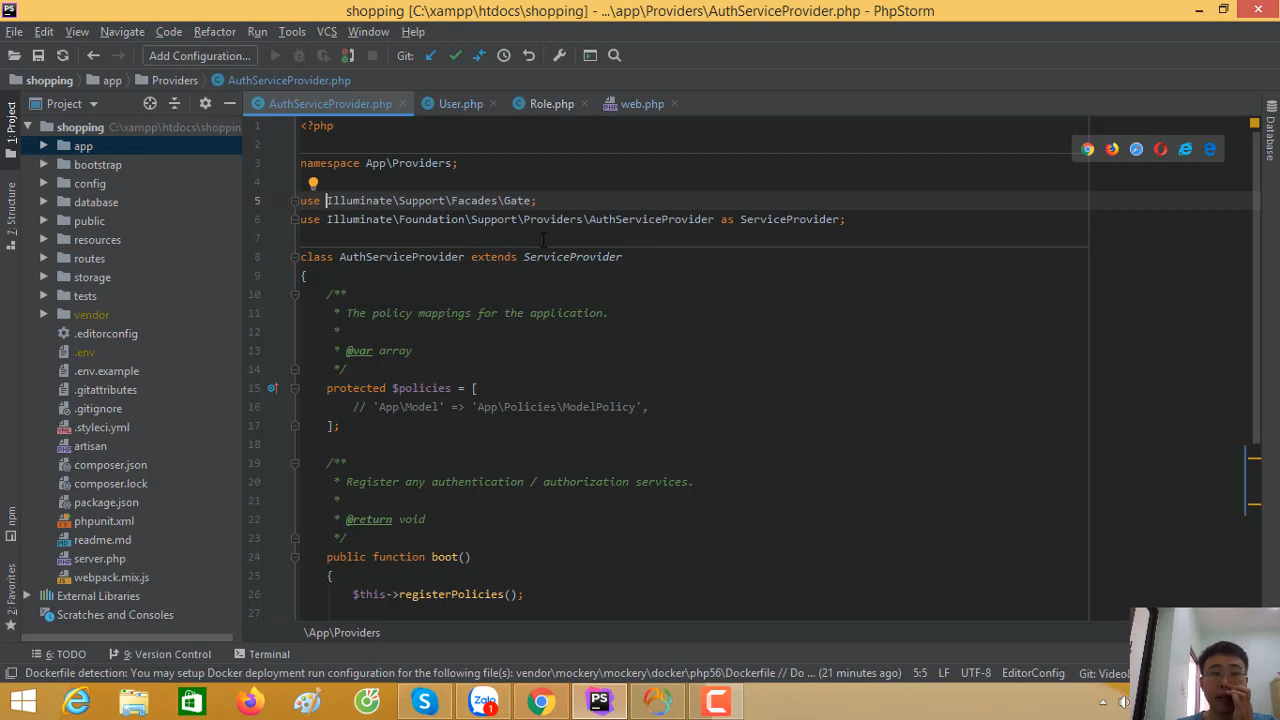 shopping [C:\xampp\htdocs\shopping] - ...\app\Providers\AuthServiceProvider.php - PhpStorm
File Edit View Navigate Code Refactor Run Tools VCS Window Help
Add Configuration... Git:
shopping app Providers AuthServiceProvider.php
Project AuthServiceProvider.php User.php Role.php web.php
1: Project
7: Structure
npm
2: Favorites
Database
shopping C:\xampp\htdocs\shoppin
app
bootstrap
config
database
public
resources
routes
storage
tests
vendor
.editorconfig
.env
.env.example
.gitattributes
.gitignore
.styleci.yml
artisan
composer.json
composer.lock
package.json
phpunit.xml
readme.md
server.php
webpack.mix.js
External Libraries
Scratches and Consoles
1 <?php
2
3 namespace App\Providers;
4
5 use Illuminate\Support\Facades\Gate;
6 use Illuminate\Foundation\Support\Providers\AuthServiceProvider as ServiceProvider;
7
8 class AuthServiceProvider extends ServiceProvider
9 {
10 /**
11 * The policy mappings for the application.
12 *
13 * @var array
14 */
15 protected $policies = [
16 // 'App\Model' => 'App\Policies\ModelPolicy',
17 ];
18
19 /**
20 * Register any authentication / authorization services.
21 *
22 * @return void
23 */
24 public function boot()
25 {
26 $this->registerPolicies();
27
\App\Providers
6: TODO 9: Version Control Terminal
Dockerfile detection: You may setup Docker deployment run configuration for the following file(s): vendor/mockery/mockery/docker/php56/Dockerfile // Do... (21 minutes ago) 5:5 LF UTF-8 EditorConfig Git: Video8